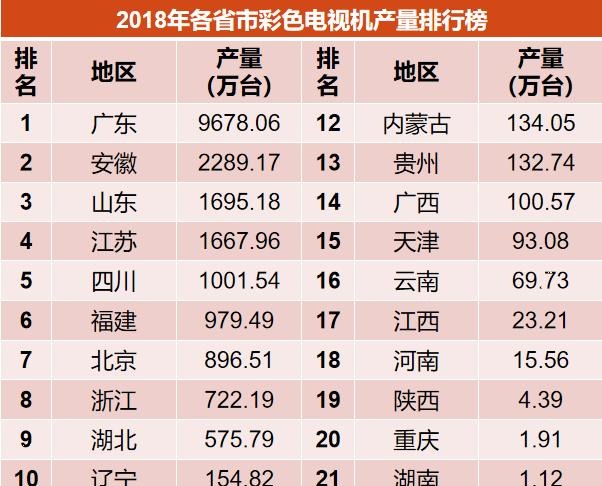 2018年各省市彩色电视机产量排行榜
排名 地区 产量(万台) 排名 地区 产量(万台)
1 广东 9678.06 12 内蒙古 134.05
2 安徽 2289.17 13 贵州 132.74
3 山东 1695.18 14 广西 100.57
4 江苏 1667.96 15 天津 93.08
5 四川 1001.54 16 云南 69.73
6 福建 979.49 17 江西 23.21
7 北京 896.51 18 河南 15.56
8 浙江 722.19 19 陕西 4.39
9 湖北 575.79 20 重庆 1.91
10 辽宁 154.82 21 湖南 1.12